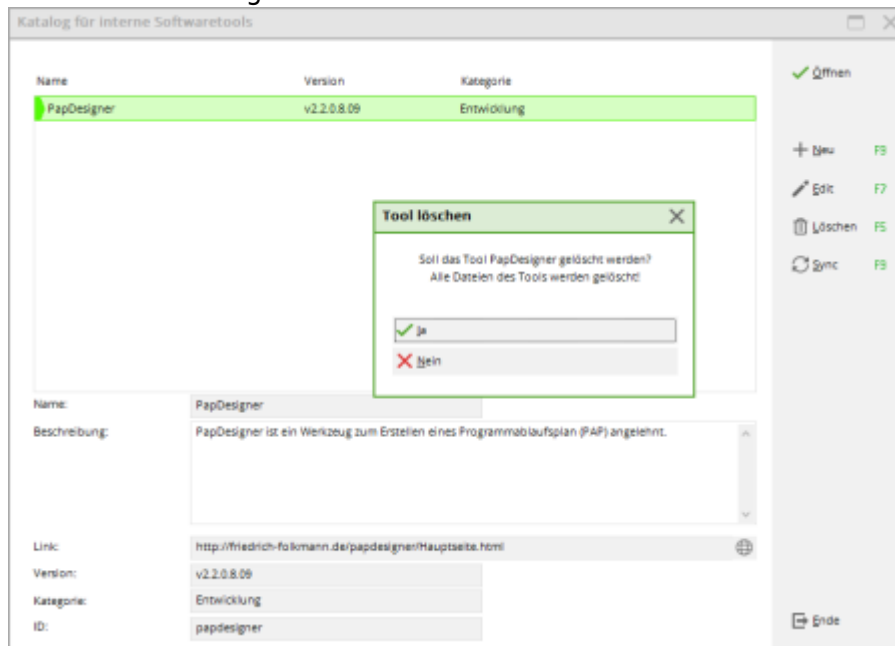 Katalog für interne Softwaretools
Name Version Kategorie
PapDesigner v2.2.0.8.09 Entwicklung
Öffnen
Neu F9
Edit F7
Löschen F5
Sync F9
Tool löschen
Soll das Tool PapDesigner gelöscht werden?
Alle Dateien des Tools werden gelöscht!
Ja
Nein
Name: PapDesigner
Beschreibung: PapDesigner ist ein Werkzeug zum Erstellen eines Programmablaufsplan (PAP) angelehnt.
Link: http://friedrich-folkmann.de/papdesigner/Hauptseite.html
Version: v2.2.0.8.09
Kategorie: Entwicklung
ID: papdesigner
Ende